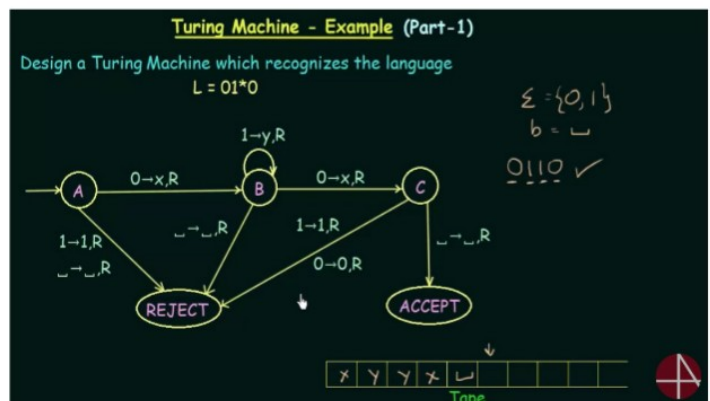 Turing Machine - Example (Part-1)
Design a Turing Machine which recognizes the language
L = 01*0
Σ = {0,1}
b = ⎵
0110 ✓
1→y,R
A
0→x,R
B
0→x,R
C
1→1,R
⎵→⎵,R
⎵→⎵,R
1→1,R
0→0,R
⎵→⎵,R
REJECT
ACCEPT
x y y x ⎵
Tape